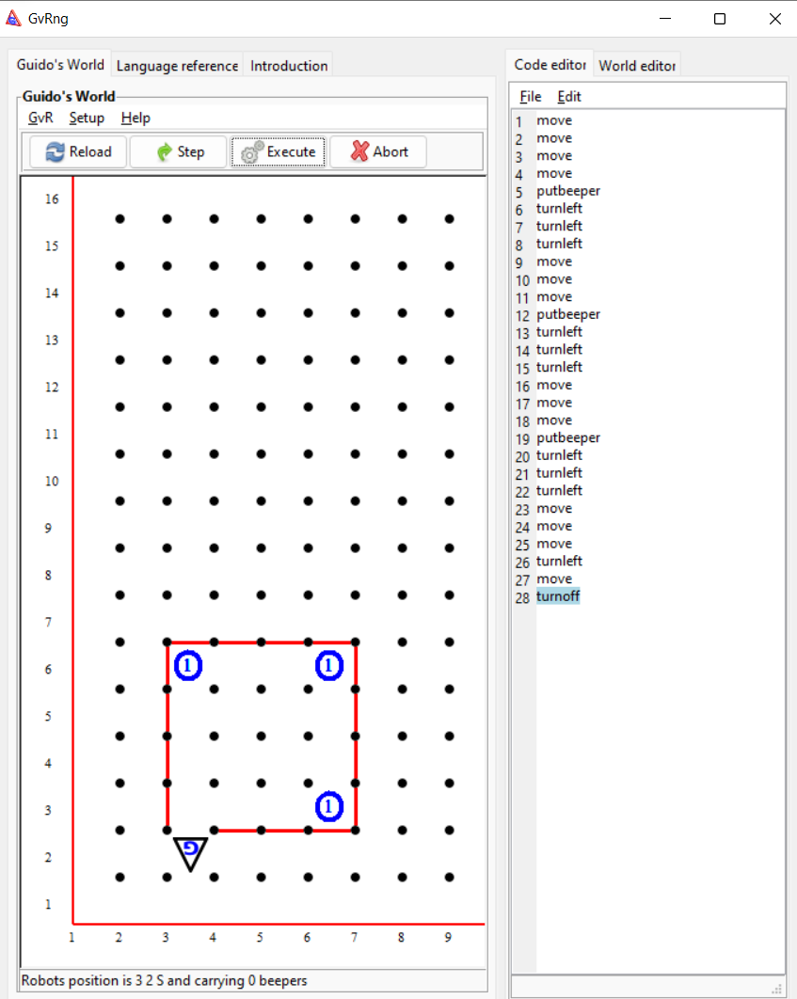 GvRng
Guido's World Language reference Introduction
Guido's World
GvR Setup Help
Reload Step Execute Abort
16
15
14
13
12
11
10
9
8
7
6 1 1
5
4
3 1
2 G
1
1 2 3 4 5 6 7 8 9
Robots position is 3 2 S and carrying 0 beepers
Code editor World editor
File Edit
1 move
2 move
3 move
4 move
5 putbeeper
6 turnleft
7 turnleft
8 turnleft
9 move
10 move
11 move
12 putbeeper
13 turnleft
14 turnleft
15 turnleft
16 move
17 move
18 move
19 putbeeper
20 turnleft
21 turnleft
22 turnleft
23 move
24 move
25 move
26 turnleft
27 move
28 turnoff